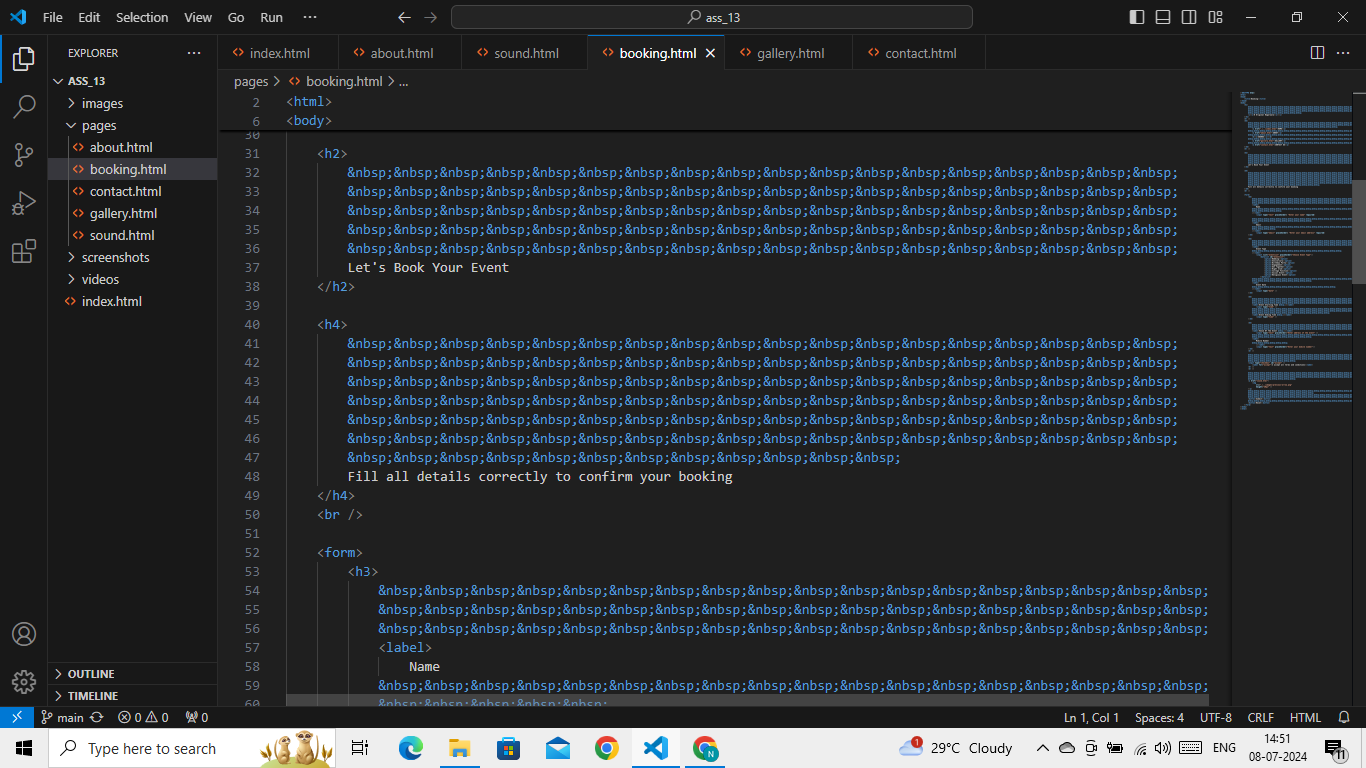 File Edit Selection View Go Run ···
ass_13
EXPLORER ···
index.html about.html sound.html booking.html gallery.html contact.html
ASS_13
images
pages
about.html
booking.html
contact.html
gallery.html
sound.html
screenshots
videos
index.html
OUTLINE
TIMELINE
pages > booking.html > ...
2 <html>
6 <body>
30
31 <h2>
32 &nbsp;&nbsp;&nbsp;&nbsp;&nbsp;&nbsp;&nbsp;&nbsp;&nbsp;&nbsp;&nbsp;&nbsp;&nbsp;&nbsp;&nbsp;&nbsp;&nbsp;&nbsp;
33 &nbsp;&nbsp;&nbsp;&nbsp;&nbsp;&nbsp;&nbsp;&nbsp;&nbsp;&nbsp;&nbsp;&nbsp;&nbsp;&nbsp;&nbsp;&nbsp;&nbsp;&nbsp;
34 &nbsp;&nbsp;&nbsp;&nbsp;&nbsp;&nbsp;&nbsp;&nbsp;&nbsp;&nbsp;&nbsp;&nbsp;&nbsp;&nbsp;&nbsp;&nbsp;&nbsp;&nbsp;
35 &nbsp;&nbsp;&nbsp;&nbsp;&nbsp;&nbsp;&nbsp;&nbsp;&nbsp;&nbsp;&nbsp;&nbsp;&nbsp;&nbsp;&nbsp;&nbsp;&nbsp;&nbsp;
36 &nbsp;&nbsp;&nbsp;&nbsp;&nbsp;&nbsp;&nbsp;&nbsp;&nbsp;&nbsp;&nbsp;&nbsp;&nbsp;&nbsp;&nbsp;&nbsp;&nbsp;&nbsp;
37 Let's Book Your Event
38 </h2>
39
40 <h4>
41 &nbsp;&nbsp;&nbsp;&nbsp;&nbsp;&nbsp;&nbsp;&nbsp;&nbsp;&nbsp;&nbsp;&nbsp;&nbsp;&nbsp;&nbsp;&nbsp;&nbsp;&nbsp;
42 &nbsp;&nbsp;&nbsp;&nbsp;&nbsp;&nbsp;&nbsp;&nbsp;&nbsp;&nbsp;&nbsp;&nbsp;&nbsp;&nbsp;&nbsp;&nbsp;&nbsp;&nbsp;
43 &nbsp;&nbsp;&nbsp;&nbsp;&nbsp;&nbsp;&nbsp;&nbsp;&nbsp;&nbsp;&nbsp;&nbsp;&nbsp;&nbsp;&nbsp;&nbsp;&nbsp;&nbsp;
44 &nbsp;&nbsp;&nbsp;&nbsp;&nbsp;&nbsp;&nbsp;&nbsp;&nbsp;&nbsp;&nbsp;&nbsp;&nbsp;&nbsp;&nbsp;&nbsp;&nbsp;&nbsp;
45 &nbsp;&nbsp;&nbsp;&nbsp;&nbsp;&nbsp;&nbsp;&nbsp;&nbsp;&nbsp;&nbsp;&nbsp;&nbsp;&nbsp;&nbsp;&nbsp;&nbsp;&nbsp;
46 &nbsp;&nbsp;&nbsp;&nbsp;&nbsp;&nbsp;&nbsp;&nbsp;&nbsp;&nbsp;&nbsp;&nbsp;&nbsp;&nbsp;&nbsp;&nbsp;&nbsp;&nbsp;
47 &nbsp;&nbsp;&nbsp;&nbsp;&nbsp;&nbsp;&nbsp;&nbsp;&nbsp;&nbsp;&nbsp;&nbsp;
48 Fill all details correctly to confirm your booking
49 </h4>
50 <br />
51
52 <form>
53 <h3>
54 &nbsp;&nbsp;&nbsp;&nbsp;&nbsp;&nbsp;&nbsp;&nbsp;&nbsp;&nbsp;&nbsp;&nbsp;&nbsp;&nbsp;&nbsp;&nbsp;&nbsp;&nbsp;
55 &nbsp;&nbsp;&nbsp;&nbsp;&nbsp;&nbsp;&nbsp;&nbsp;&nbsp;&nbsp;&nbsp;&nbsp;&nbsp;&nbsp;&nbsp;&nbsp;&nbsp;&nbsp;
56 &nbsp;&nbsp;&nbsp;&nbsp;&nbsp;&nbsp;&nbsp;&nbsp;&nbsp;&nbsp;&nbsp;&nbsp;&nbsp;&nbsp;&nbsp;&nbsp;&nbsp;&nbsp;
57 <label>
58 Name
59 &nbsp;&nbsp;&nbsp;&nbsp;&nbsp;&nbsp;&nbsp;&nbsp;&nbsp;&nbsp;&nbsp;&nbsp;&nbsp;&nbsp;&nbsp;&nbsp;&nbsp;&nbsp;
60 &nbsp;&nbsp;&nbsp;&nbsp;&nbsp;
main 0 0 0 Ln 1, Col 1 Spaces: 4 UTF-8 CRLF HTML
Type here to search N 1 29°C Cloudy ENG 14:51
08-07-2024 11